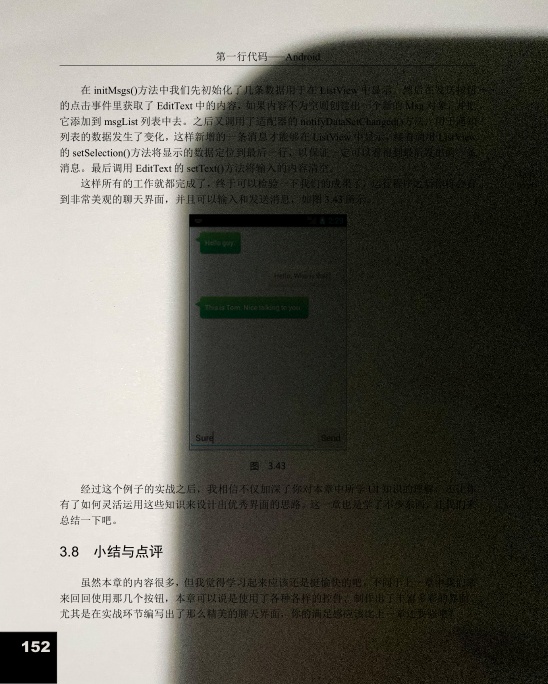 第一行代码——Android
在 initMsgs()方法中我们先初始化了几条数据用于在 ListView 中显示。然后在发送按钮
的点击事件里获取了 EditText 中的内容，如果内容不为空则创建出一个新的 Msg 对象，并把
它添加到 msgList 列表中去。之后又调用了适配器的 notifyDataSetChanged()方法，用于通知
列表的数据发生了变化，这样新增的一条消息才能够在 ListView 中显示。接着调用 ListView
的 setSelection()方法将显示的数据定位到最后一行，以保证一定可以看得到最后发出的一条
消息。最后调用 EditText 的 setText()方法将输入的内容清空。
这样所有的工作就都完成了，终于可以检验一下我们的成果了，运行程序之后你将会看
到非常美观的聊天界面，并且可以输入和发送消息，如图 3.43 所示。
Hello guy.
Hello. Who is that?
This is Tom. Nice talking to you.
Sure
Send
图 3.43
经过这个例子的实战之后，我相信不仅加深了你对本章中所学 UI 知识的理解，
有了如何灵活运用这些知识来设计出优秀界面的思路。这一章也是学了不少东西，让我们来
总结一下吧。
3.8 小结与点评
虽然本章的内容很多，但我觉得学习起来应该还是挺愉快的吧。不同于上一章中我们
来回回使用那几个按钮，本章可以说是使用了各种各样的控件，制作出了丰富多彩的界面。
尤其是在实战环节编写出了那么精美的聊天界面，你的满足感应该比上一章还要强吧？
152